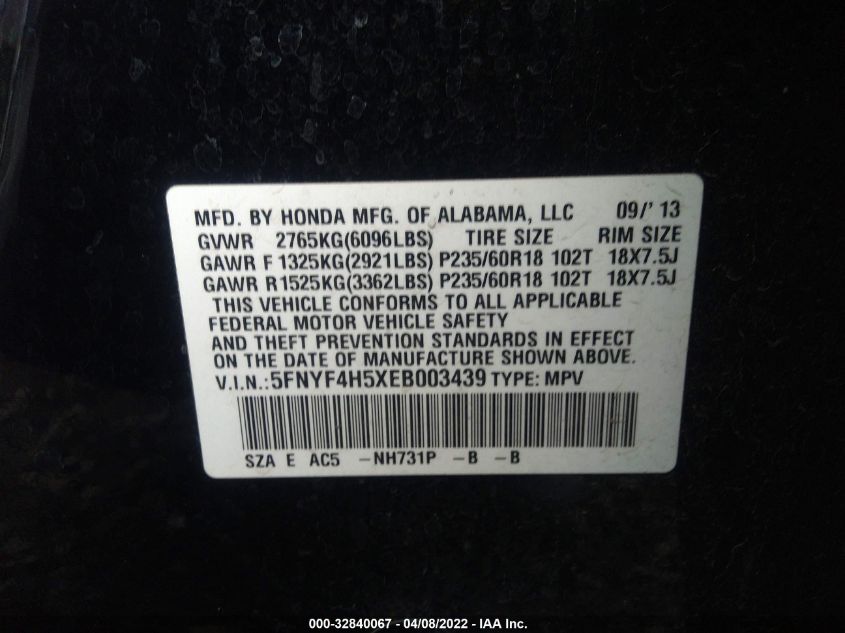 MFD. BY HONDA MFG. OF ALABAMA, LLC 09/' 13
GVWR 2765KG(6096LBS) TIRE SIZE RIM SIZE
GAWR F 1325KG(2921LBS) P235/60R18 102T 18X7.5J
GAWR R1525KG(3362LBS) P235/60R18 102T 18X7.5J
THIS VEHICLE CONFORMS TO ALL APPLICABLE
FEDERAL MOTOR VEHICLE SAFETY
AND THEFT PREVENTION STANDARDS IN EFFECT
ON THE DATE OF MANUFACTURE SHOWN ABOVE.
V.I.N.:5FNYF4H5XEB003439 TYPE: MPV
SZA E AC5 -NH731P -B -B
000-32840067 - 04/08/2022 - IAA Inc.